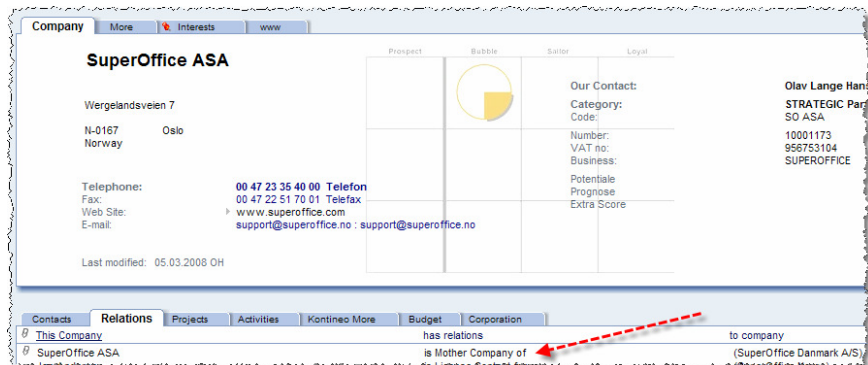 Company More Interests www
SuperOffice ASA
Prospect Bubble Sailor Loyal
Wergelandsveien 7
N-0167 Oslo
Norway
Our Contact: Olav Lange Han
Category: STRATEGIC Par
Code: SO ASA
Number: 10001173
VAT no: 956753104
Business: SUPEROFFICE
Potentiale
Prognose
Extra Score
Telephone: 00 47 23 35 40 00 Telefon
Fax: 00 47 22 51 70 01 Telefax
Web Site: www.superoffice.com
E-mail: support@superoffice.no : support@superoffice.no
Last modified: 05.03.2008 OH
Contacts Relations Projects Activities Kontineo More Budget Corporation
This Company has relations to company
SuperOffice ASA is Mother Company of (SuperOffice Danmark A/S)